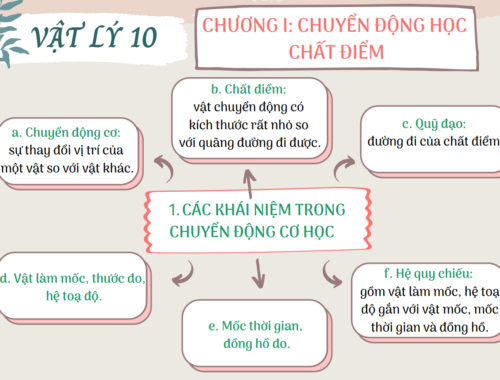 VẬT LÝ 10
CHƯƠNG I: CHUYỂN ĐỘNG HỌC
CHẤT ĐIỂM
a. Chuyển động cơ:
sự thay đổi vị trí của
một vật so với vật khác.
b. Chất điểm:
vật chuyển động có
kích thước rất nhỏ so
với quãng đường đi được.
c. Quỹ đạo:
đường đi của chất điểm
1. CÁC KHÁI NIỆM TRONG
CHUYỂN ĐỘNG CƠ HỌC
d. Vật làm mốc, thước đo,
hệ toạ độ.
e. Mốc thời gian,
đồng hồ đo.
f. Hệ quy chiếu:
gồm vật làm mốc, hệ toạ
độ gắn với vật mốc, mốc
thời gian và đồng hồ.